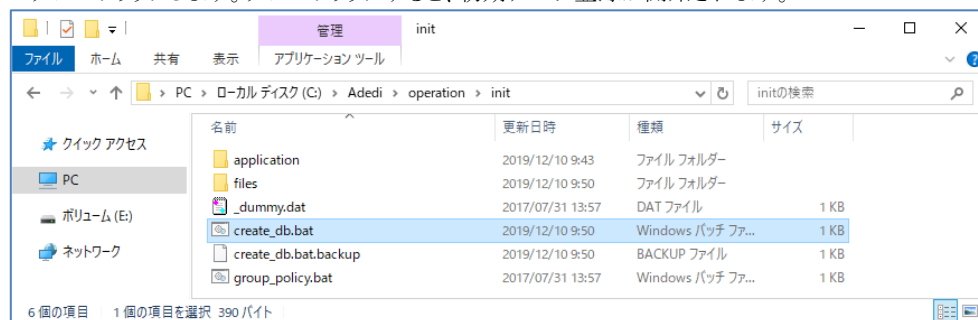 管理 init
ファイル ホーム 共有 表示 アプリケーション ツール
PC › ローカル ディスク (C:) › Adedi › operation › init initの検索
名前 更新日時 種類 サイズ
クイック アクセス
application 2019/12/10 9:43 ファイル フォルダー
PC
files 2019/12/10 9:50 ファイル フォルダー
_dummy.dat 2017/07/31 13:57 DAT ファイル 1 KB
ボリューム (E:)
create_db.bat 2019/12/10 9:50 Windows バッチ ファ... 1 KB
ネットワーク
create_db.bat.backup 2019/12/10 9:50 BACKUP ファイル 1 KB
group_policy.bat 2017/07/31 13:57 Windows バッチ ファ... 1 KB
6 個の項目 1 個の項目を選択 390 バイト